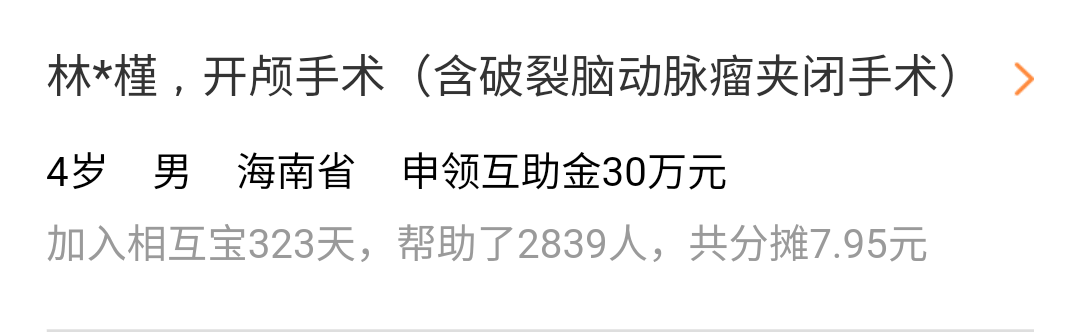 林*槿，开颅手术（含破裂脑动脉瘤夹闭手术）
4岁 男 海南省 申领互助金30万元
加入相互宝323天，帮助了2839人，共分摊7.95元